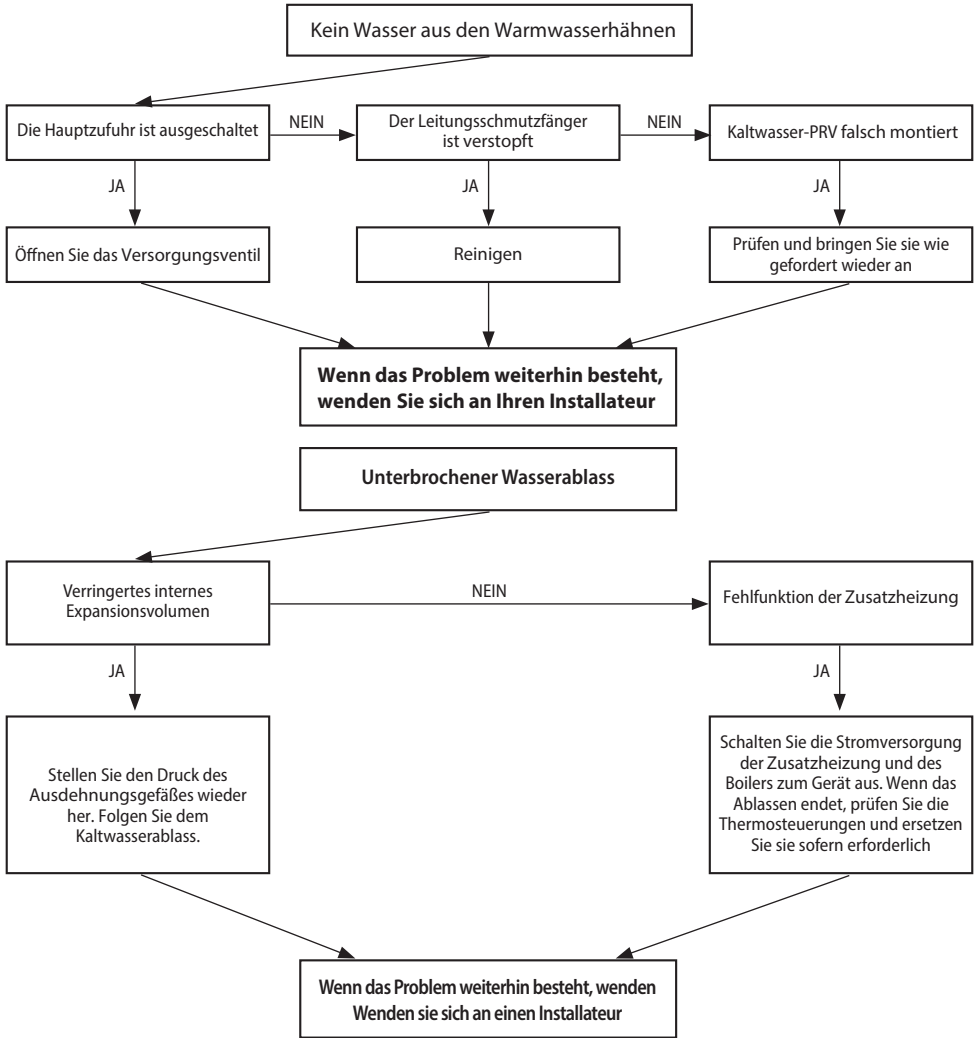 Kein Wasser aus den Warmwasserhähnen
Die Hauptzufuhr ist ausgeschaltet
NEIN
Der Leitungsschmutzfänger
ist verstopft
NEIN
Kaltwasser-PRV falsch montiert
JA
JA
JA
Öffnen Sie das Versorgungsventil
Reinigen
Prüfen und bringen Sie sie wie
gefordert wieder an
Wenn das Problem weiterhin besteht,
wenden Sie sich an Ihren Installateur
Unterbrochener Wasserablass
Verringertes internes
Expansionsvolumen
NEIN
Fehlfunktion der Zusatzheizung
JA
JA
Stellen Sie den Druck des
Ausdehnungsgefäßes wieder
her. Folgen Sie dem
Kaltwasserablass.
Schalten Sie die Stromversorgung
der Zusatzheizung und des
Boilers zum Gerät aus. Wenn das
Ablassen endet, prüfen Sie die
Thermosteuerungen und ersetzen
Sie sie sofern erforderlich
Wenn das Problem weiterhin besteht, wenden
Wenden sie sich an einen Installateur